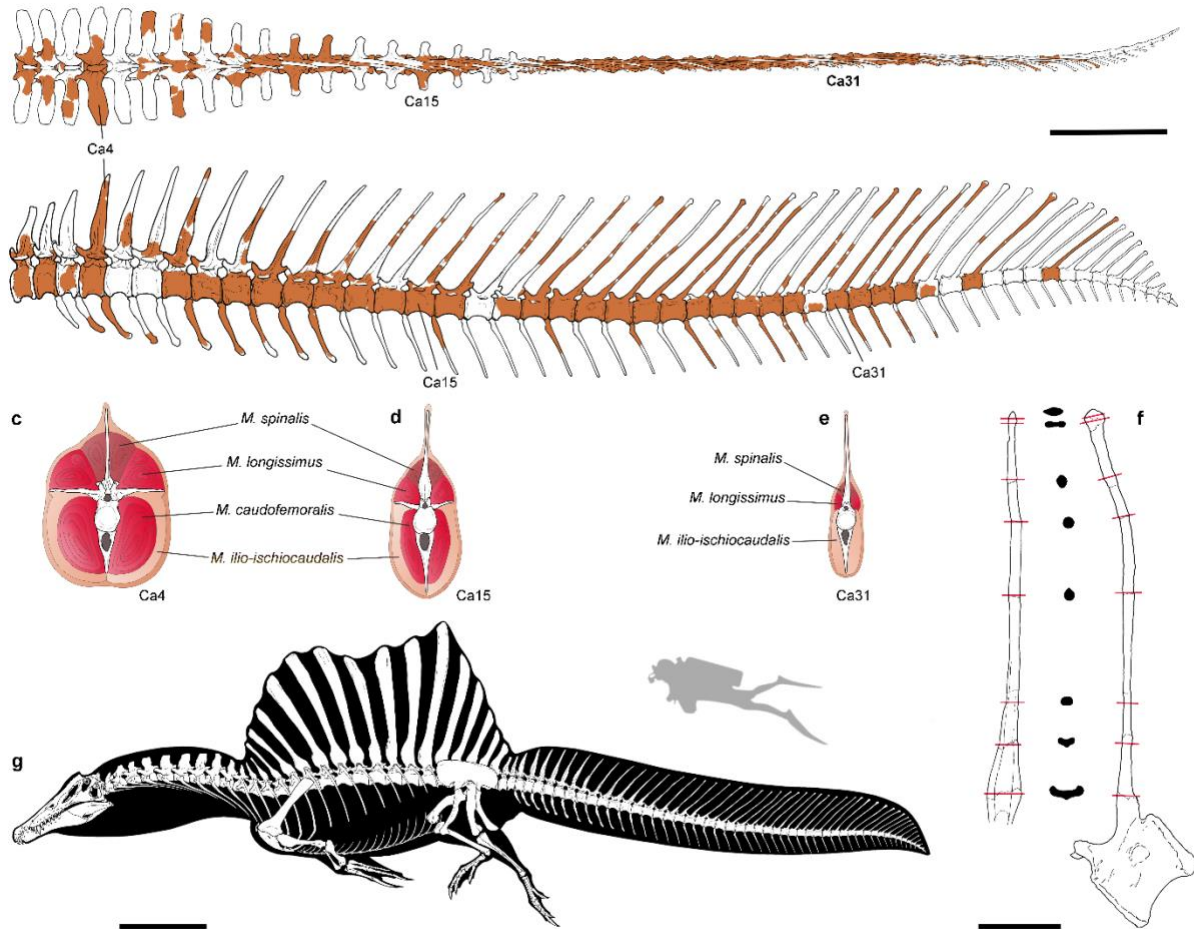 Ca15
Ca31
Ca4
Ca15
Ca31
c
d
e
f
M. spinalis
M. longissimus
M. caudofemoralis
M. ilio-ischiocaudalis
M. spinalis
M. longissimus
M. ilio-ischiocaudalis
Ca4
Ca15
Ca31
g